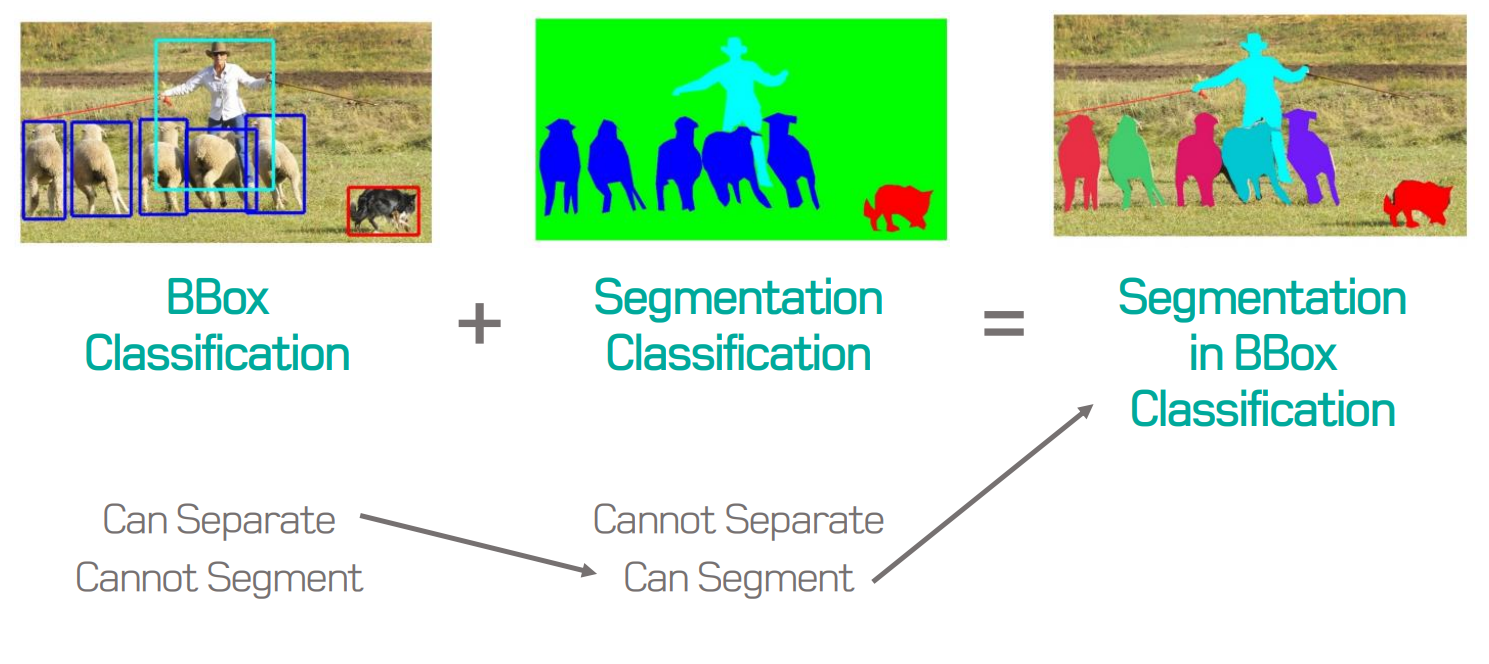 BBox
Classification
+
Segmentation
Classification
=
Segmentation
in BBox
Classification
Can Separate
Cannot Segment
Cannot Separate
Can Segment